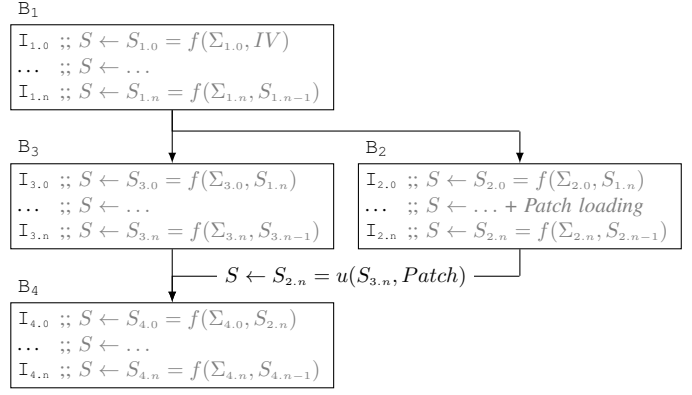 B1
I1.0 ;; S ← S1.0 = f(Σ1.0, IV)
... ;; S ← ...
I1.n ;; S ← S1.n = f(Σ1.n, S1.n−1)
B3
I3.0 ;; S ← S3.0 = f(Σ3.0, S1.n)
... ;; S ← ...
I3.n ;; S ← S3.n = f(Σ3.n, S3.n−1)
B2
I2.0 ;; S ← S2.0 = f(Σ2.0, S1.n)
... ;; S ← ... + Patch loading
I2.n ;; S ← S2.n = f(Σ2.n, S2.n−1)
S ← S2.n = u(S3.n, Patch)
B4
I4.0 ;; S ← S4.0 = f(Σ4.0, S2.n)
... ;; S ← ...
I4.n ;; S ← S4.n = f(Σ4.n, S4.n−1)